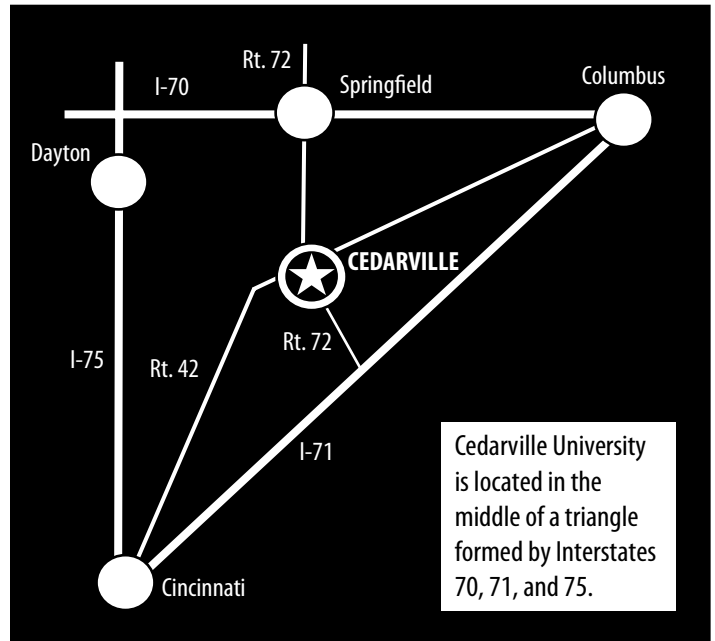 Rt. 72
Columbus
Springfield
I-70
Dayton
CEDARVILLE
Rt. 72
I-75
Rt. 42
I-71
Cedarville University
is located in the
middle of a triangle
formed by Interstates
70, 71, and 75.
Cincinnati